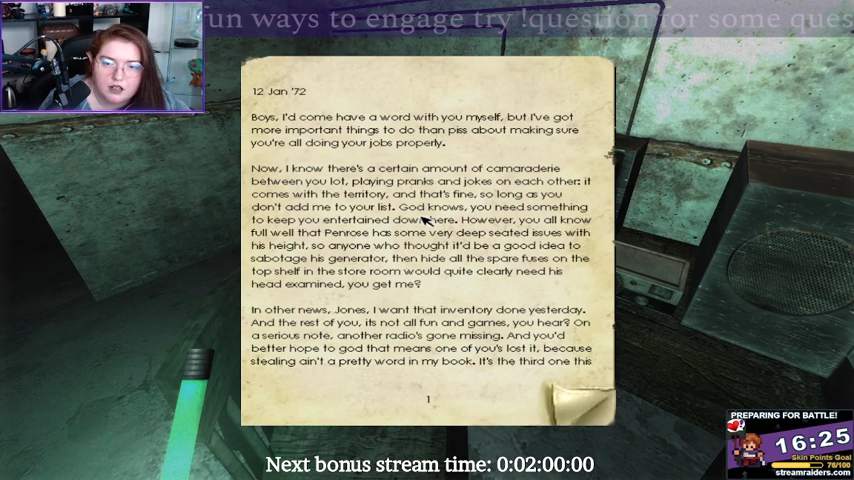 fun ways to engage try !question for some ques
12 Jan '72
Boys, I'd come have a word with you myself, but I've got
more important things to do than piss about making sure
you're all doing your jobs properly.
Now, I know there's a certain amount of camaraderie
between you lot, playing pranks and jokes on each other: it
comes with the territory, and that's fine, so long as you
don't add me to your list. God knows, you need something
to keep you entertained down here. However, you all know
full well that Penrose has some very deep seated issues with
his height, so anyone who thought it'd be a good idea to
sabotage his generator, then hide all the spare fuses on the
top shelf in the store room would quite clearly need his
head examined, you get me?
In other news, Jones, I want that inventory done yesterday.
And the rest of you, its not all fun and games, you hear? On
a serious note, another radio's gone missing. And you'd
better hope to god that means one of you's lost it, because
stealing ain't a pretty word in my book. It's the third one this
1
PREPARING FOR BATTLE!
16:25
Skin Points Goal
76/100
streamraiders.com
Next bonus stream time: 0:02:00:00